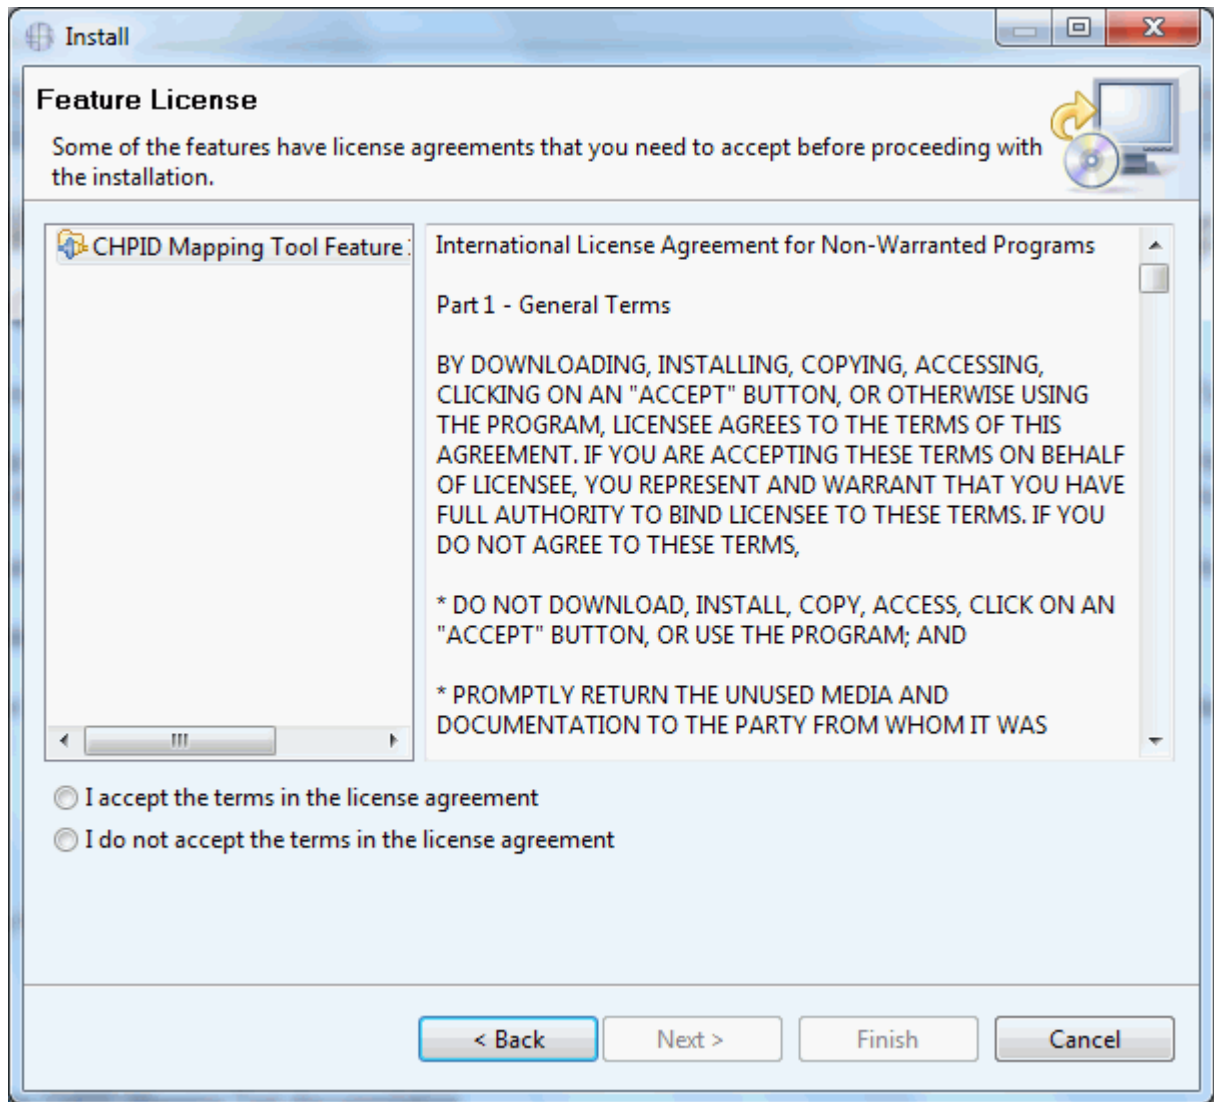 Install
Feature License
Some of the features have license agreements that you need to accept before proceeding with
the installation.
CHPID Mapping Tool Feature
International License Agreement for Non-Warranted Programs
Part 1 - General Terms
BY DOWNLOADING, INSTALLING, COPYING, ACCESSING,
CLICKING ON AN "ACCEPT" BUTTON, OR OTHERWISE USING
THE PROGRAM, LICENSEE AGREES TO THE TERMS OF THIS
AGREEMENT. IF YOU ARE ACCEPTING THESE TERMS ON BEHALF
OF LICENSEE, YOU REPRESENT AND WARRANT THAT YOU HAVE
FULL AUTHORITY TO BIND LICENSEE TO THESE TERMS. IF YOU
DO NOT AGREE TO THESE TERMS,
* DO NOT DOWNLOAD, INSTALL, COPY, ACCESS, CLICK ON AN
"ACCEPT" BUTTON, OR USE THE PROGRAM; AND
* PROMPTLY RETURN THE UNUSED MEDIA AND
DOCUMENTATION TO THE PARTY FROM WHOM IT WAS
I accept the terms in the license agreement
I do not accept the terms in the license agreement
< Back
Next >
Finish
Cancel